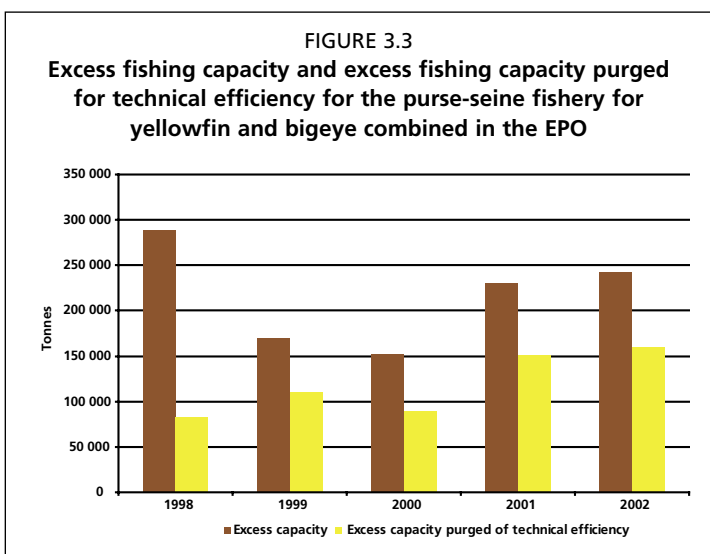 FIGURE 3.3
Excess fishing capacity and excess fishing capacity purged
for technical efficiency for the purse-seine fishery for
yellowfin and bigeye combined in the EPO
350 000
300 000
250 000
200 000
150 000
100 000
50 000
0
Tonnes
1998 1999 2000 2001 2002
Excess capacity Excess capacity purged of technical efficiency